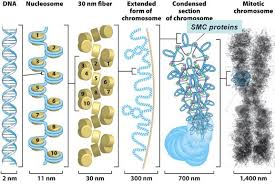 DNA
Nucleosome
30 nm fiber
Extended
form of
chromosome
Condensed
section of
chromosome
Mitotic
chromosome
SMC proteins
1
2
3
4
5
6
7
8
9
10
2 nm
11 nm
30 nm
300 nm
700 nm
1,400 nm